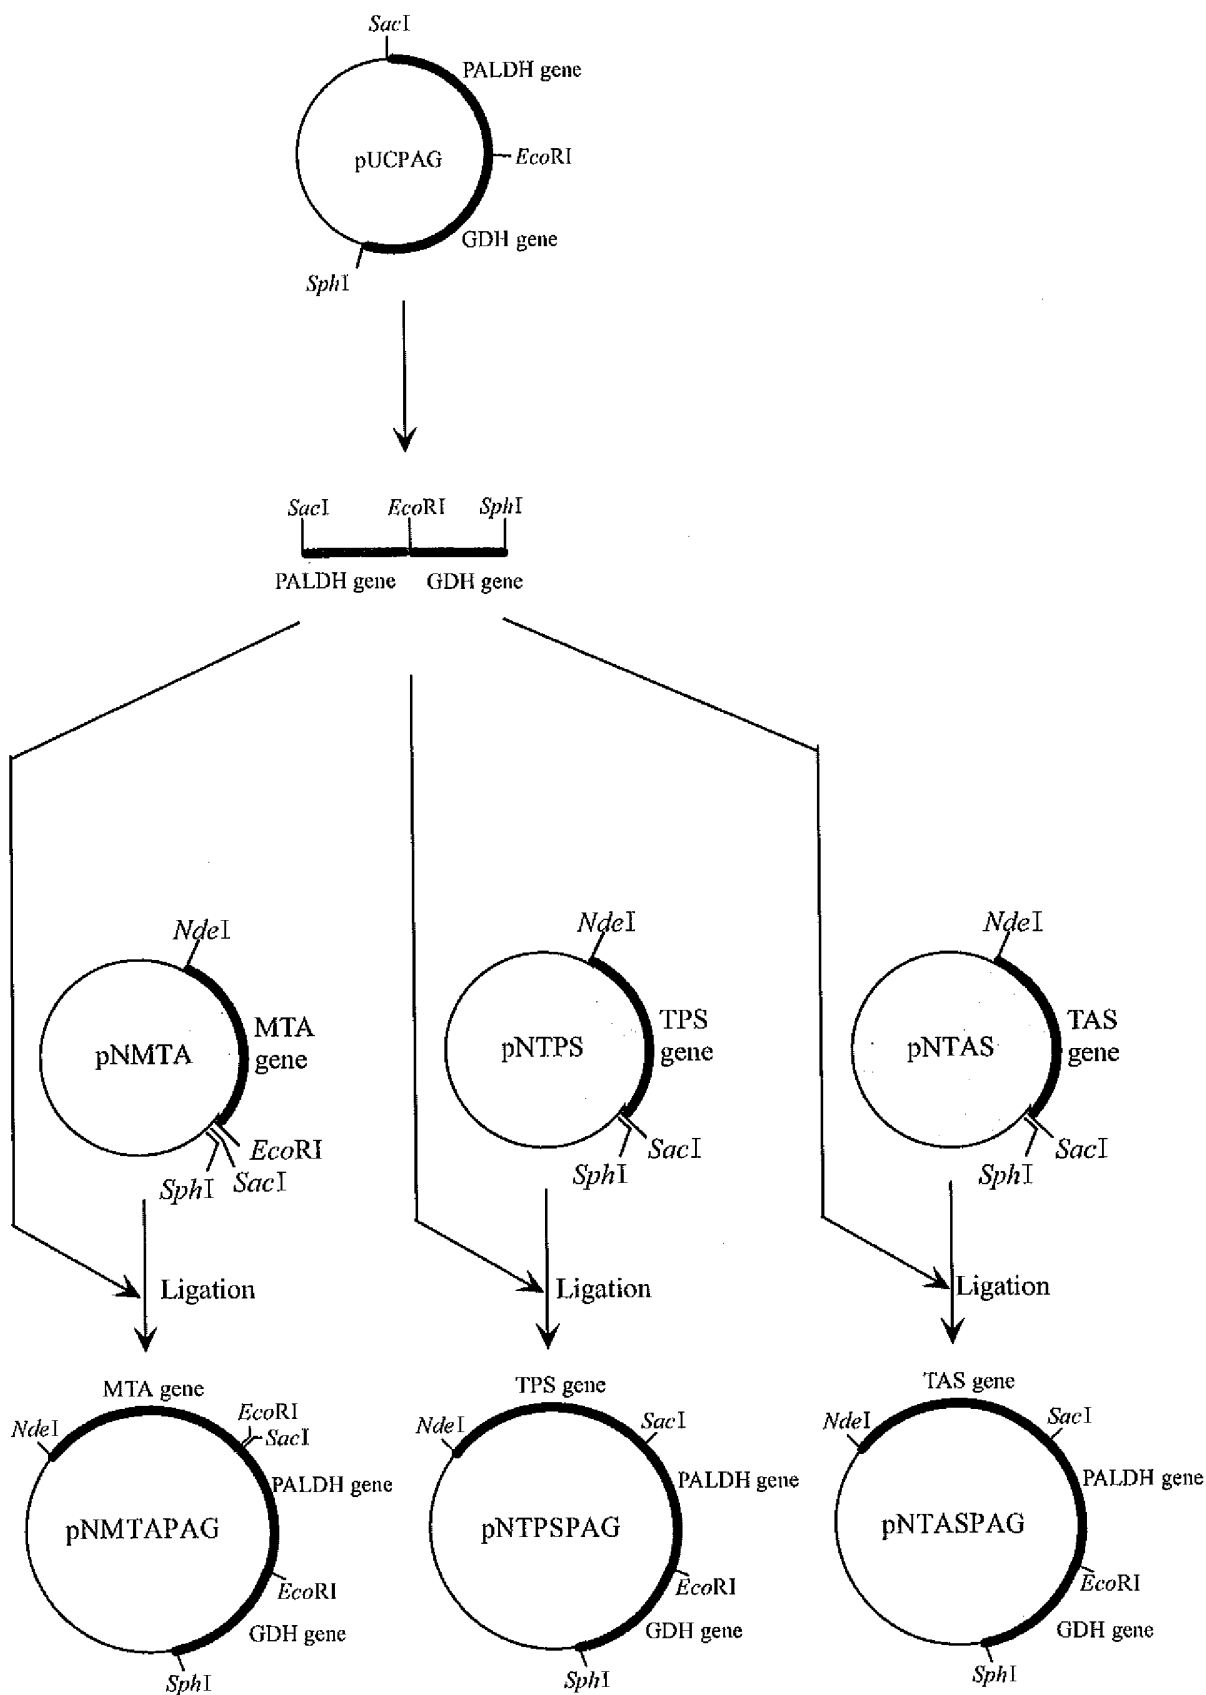 SacI
PALDH gene
pUCPAG
EcoRI
GDH gene
SphI
SacI EcoRI SphI
PALDH gene GDH gene
NdeI NdeI NdeI
MTA
gene
TPS
gene
TAS
gene
pNMTA pNTPS pNTAS
EcoRI
SphI SacI
SacI
SphI
SacI
SphI
Ligation Ligation Ligation
MTA gene TPS gene TAS gene
NdeI EcoRI
SacI
NdeI SacI
NdeI SacI
PALDH gene PALDH gene PALDH gene
pNMTAPAG pNTPSPAG pNTASPAG
EcoRI EcoRI EcoRI
GDH gene GDH gene GDH gene
SphI SphI SphI